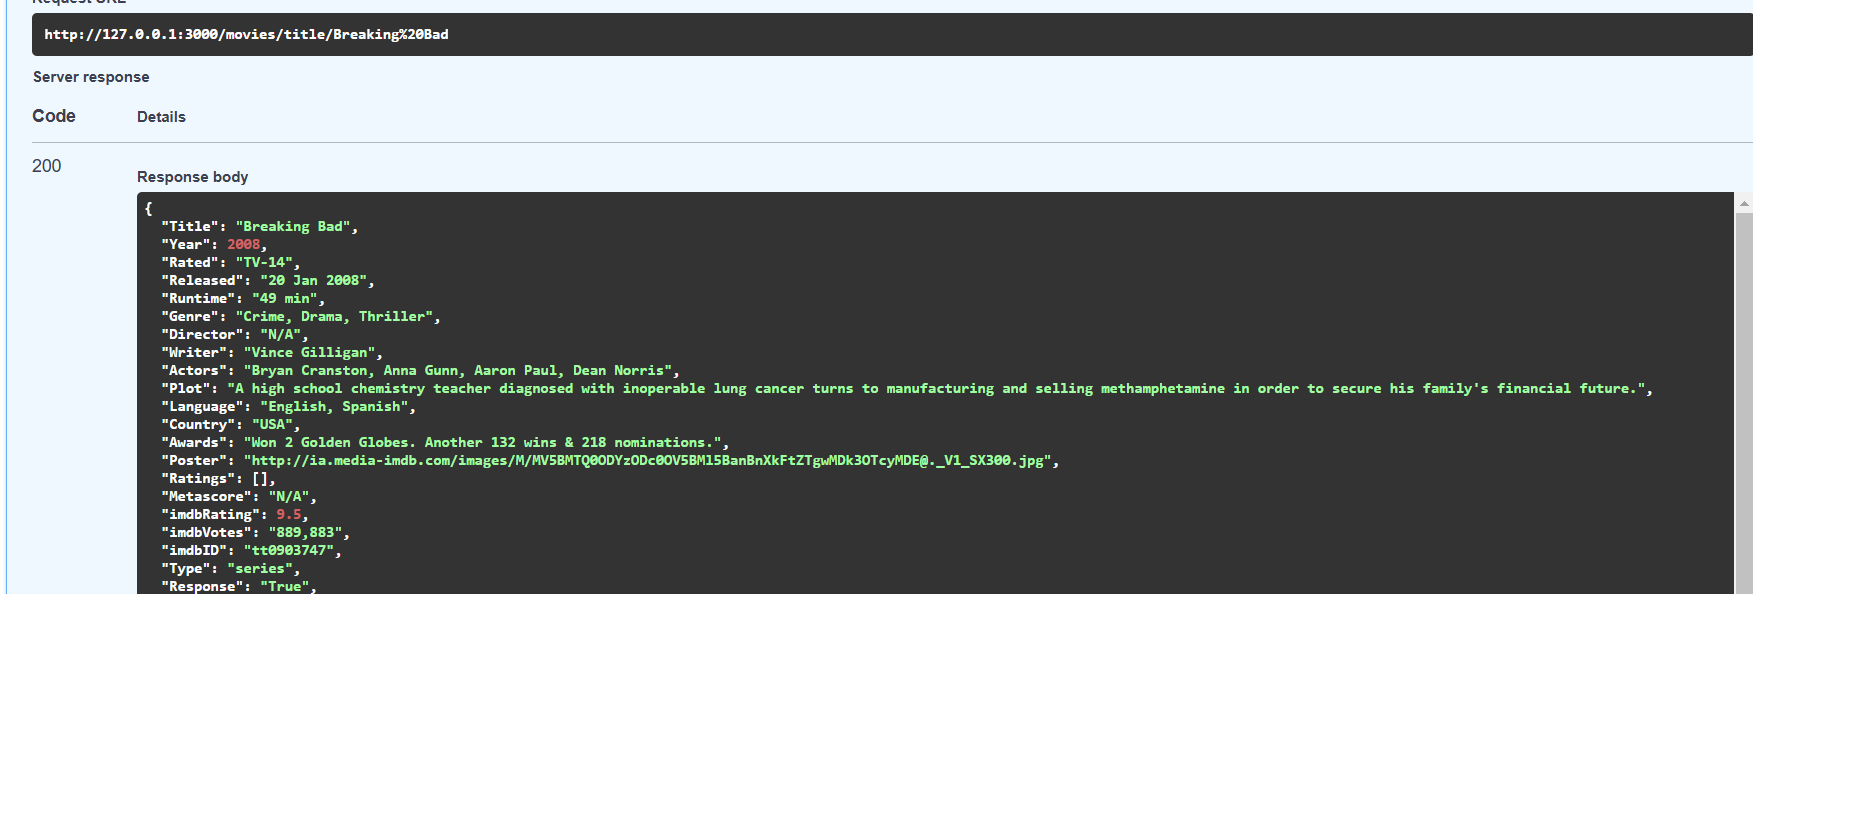 Request URL
http://127.0.0.1:3000/movies/title/Breaking%20Bad
Server response
Code Details
200
Response body
{
"Title": "Breaking Bad",
"Year": 2008,
"Rated": "TV-14",
"Released": "20 Jan 2008",
"Runtime": "49 min",
"Genre": "Crime, Drama, Thriller",
"Director": "N/A",
"Writer": "Vince Gilligan",
"Actors": "Bryan Cranston, Anna Gunn, Aaron Paul, Dean Norris",
"Plot": "A high school chemistry teacher diagnosed with inoperable lung cancer turns to manufacturing and selling methamphetamine in order to secure his family's financial future.",
"Language": "English, Spanish",
"Country": "USA",
"Awards": "Won 2 Golden Globes. Another 132 wins & 218 nominations.",
"Poster": "http://ia.media-imdb.com/images/M/MV5BMTQ0ODYzODc0OV5BMl5BanBnXkFtZTgwMDk3OTcyMDE@._V1_SX300.jpg",
"Ratings": [],
"Metascore": "N/A",
"imdbRating": 9.5,
"imdbVotes": "889,883",
"imdbID": "tt0903747",
"Type": "series",
"Response": "True",